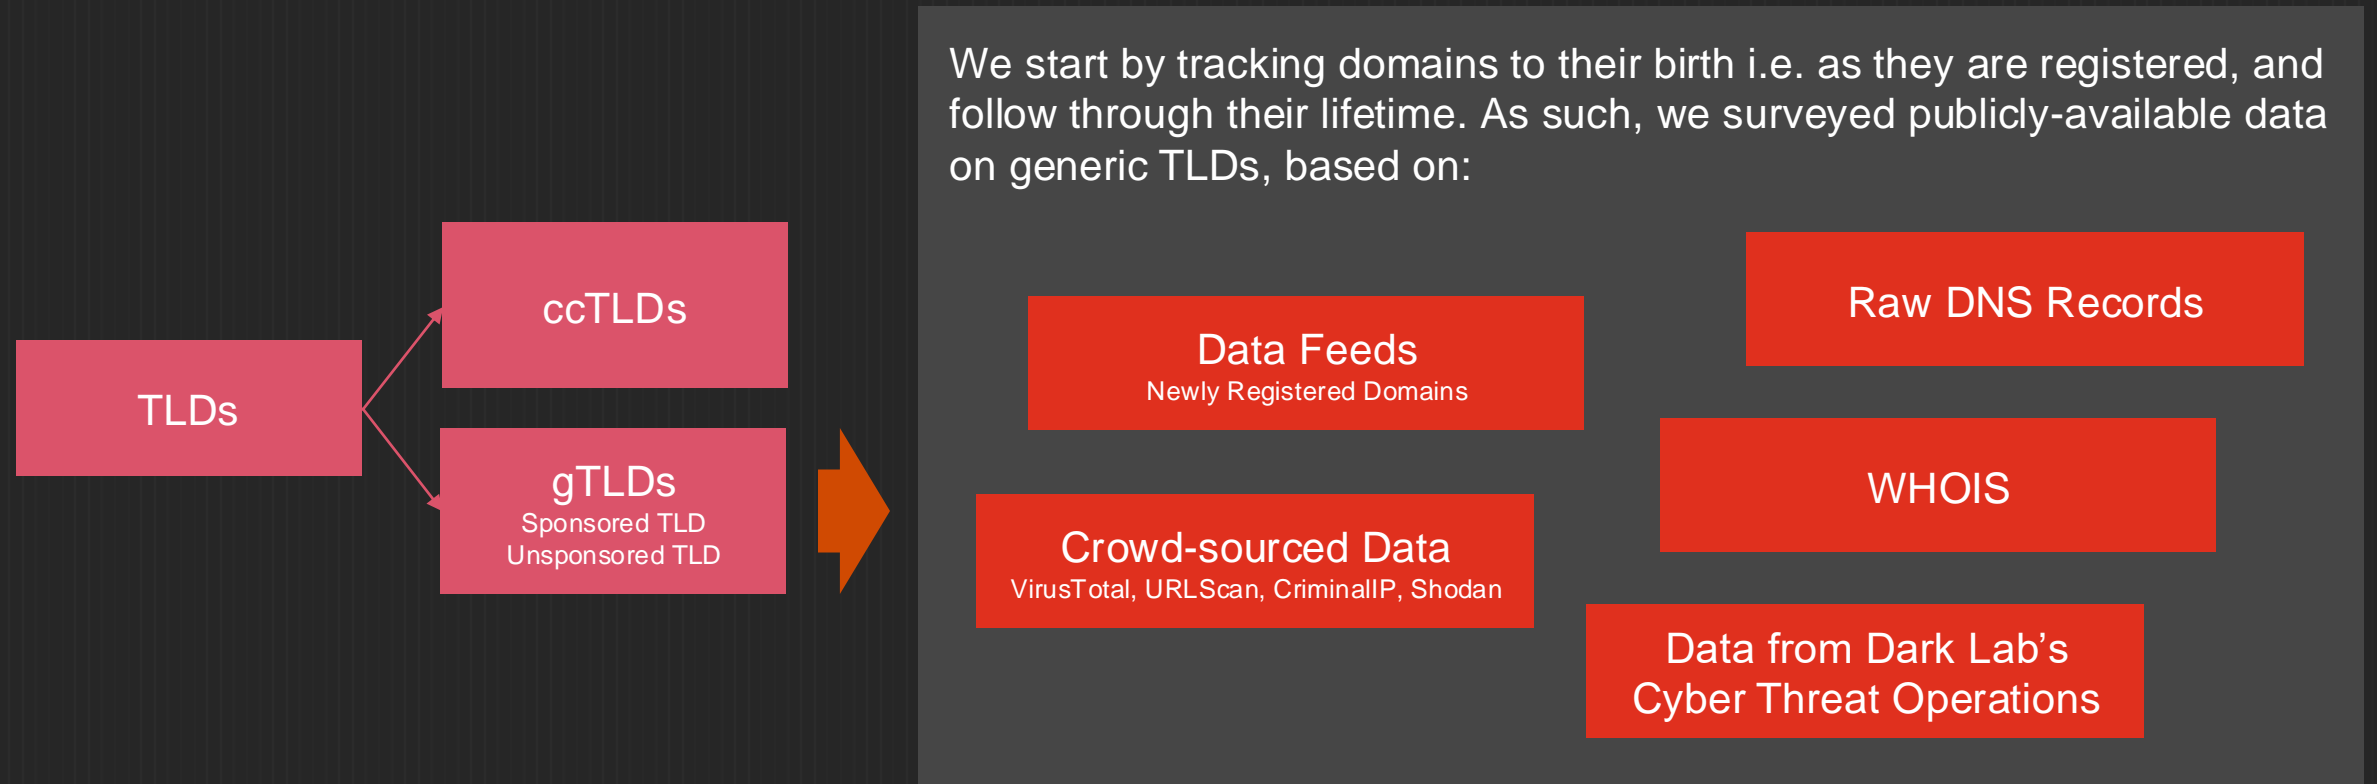 We start by tracking domains to their birth i.e. as they are registered, and
follow through their lifetime. As such, we surveyed publicly-available data
on generic TLDs, based on:
TLDs
ccTLDs
gTLDs
Sponsored TLD
Unsponsored TLD
Data Feeds
Newly Registered Domains
Raw DNS Records
Crowd-sourced Data
VirusTotal, URLScan, CriminalIP, Shodan
WHOIS
Data from Dark Lab’s
Cyber Threat Operations